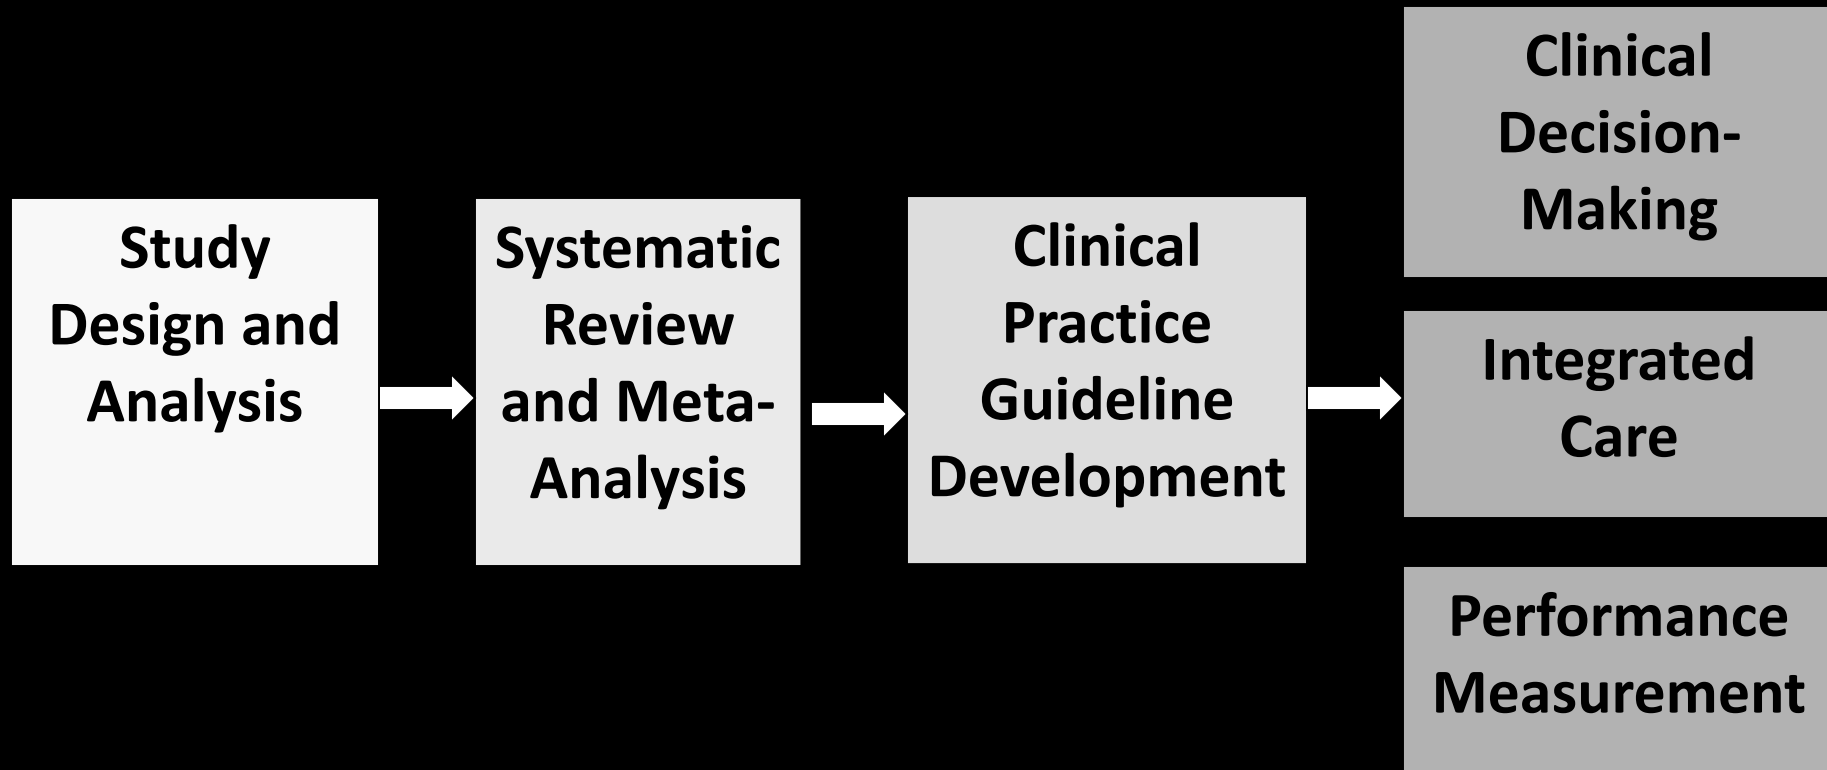 Study
Design and
Analysis
Systematic
Review
and Meta-
Analysis
Clinical
Practice
Guideline
Development
Clinical
Decision-
Making
Integrated
Care
Performance
Measurement